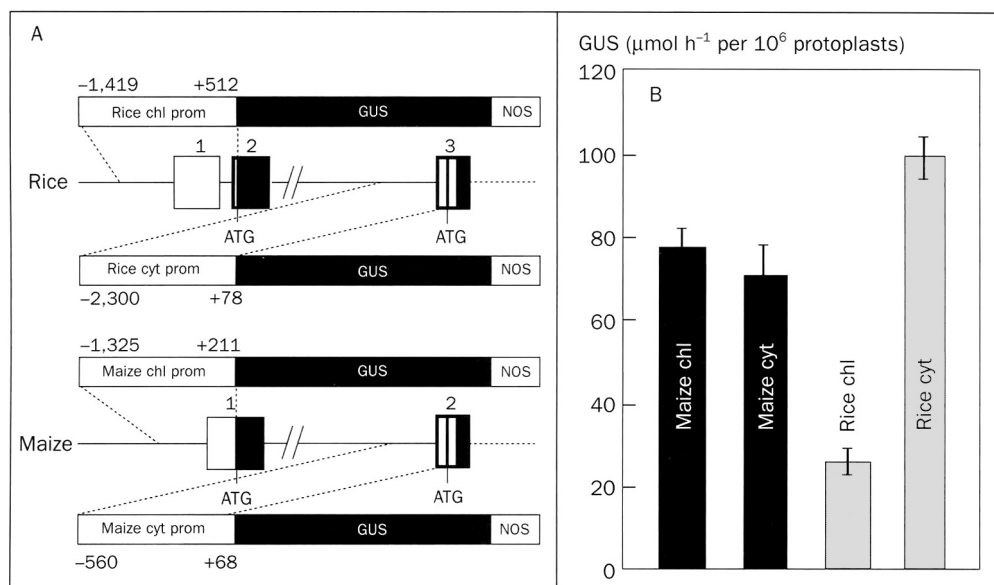 A
−1,419 +512
Rice chl prom GUS NOS
1 2 3
Rice
ATG ATG
Rice cyt prom GUS NOS
−2,300 +78
−1,325 +211
Maize chl prom GUS NOS
1 2
Maize
ATG ATG
Maize cyt prom GUS NOS
−560 +68
GUS (μmol h⁻¹ per 10⁶ protoplasts)
B
120
100
80
60
40
20
0
Maize chl
Maize cyt
Rice chl
Rice cyt